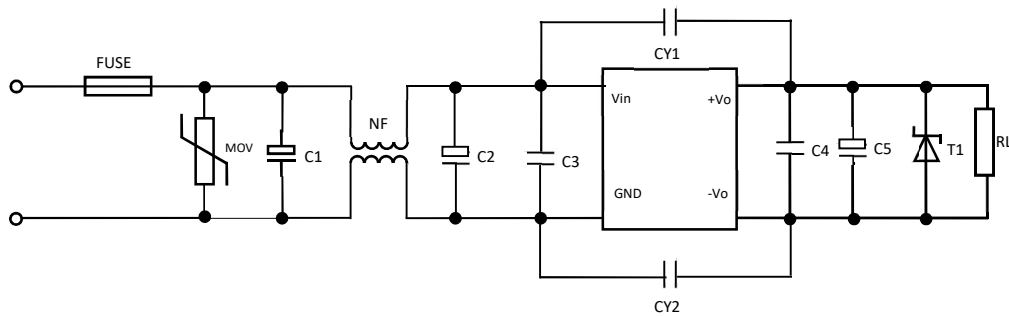 CY1
FUSE
NF
Vin
+Vo
MOV
C1
C2
C3
C4
C5
T1
RL
GND
-Vo
CY2